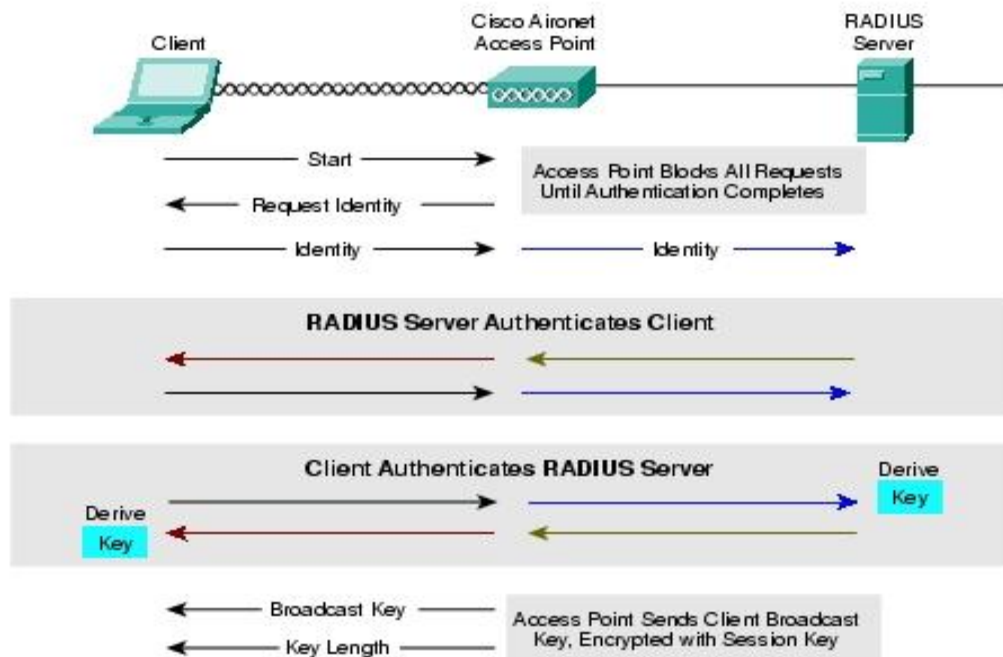 Client
Cisco Aironet
Access Point
RADIUS
Server
Start
Access Point Blocks All Requests
Until Authentication Completes
Request Identity
Identity
Identity
RADIUS Server Authenticates Client
Client Authenticates RADIUS Server
Derive
Key
Derive
Key
Broadcast Key
Access Point Sends Client Broadcast
Key, Encrypted with Session Key
Key Length